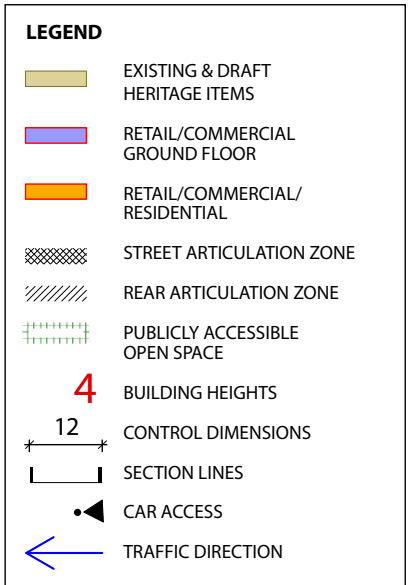 LEGEND
EXISTING & DRAFT
HERITAGE ITEMS
RETAIL/COMMERCIAL
GROUND FLOOR
RETAIL/COMMERCIAL/
RESIDENTIAL
STREET ARTICULATION ZONE
REAR ARTICULATION ZONE
PUBLICLY ACCESSIBLE
OPEN SPACE
4 BUILDING HEIGHTS
12 CONTROL DIMENSIONS
SECTION LINES
CAR ACCESS
TRAFFIC DIRECTION